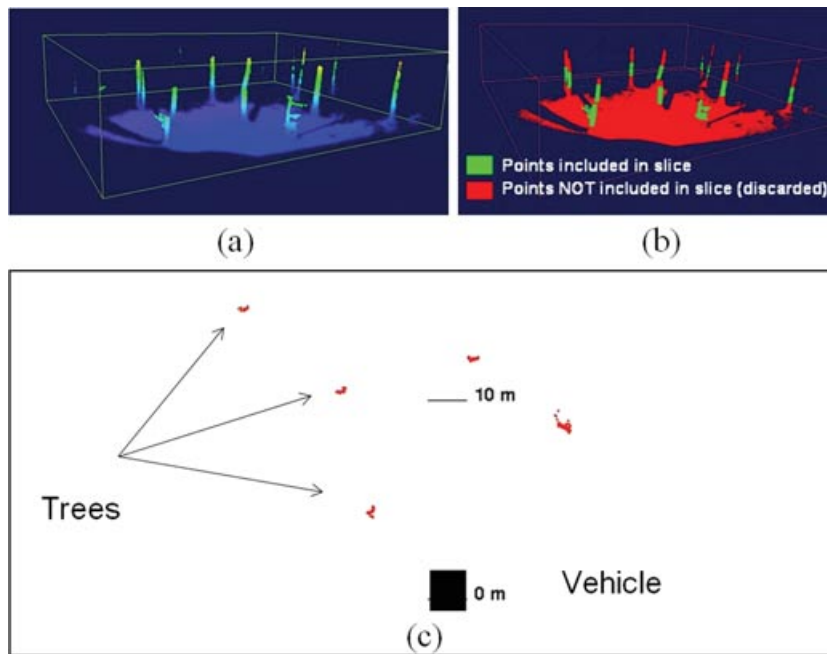 (a)
Points included in slice
Points NOT included in slice (discarded)
(b)
10 m
Trees
Vehicle
0 m
(c)